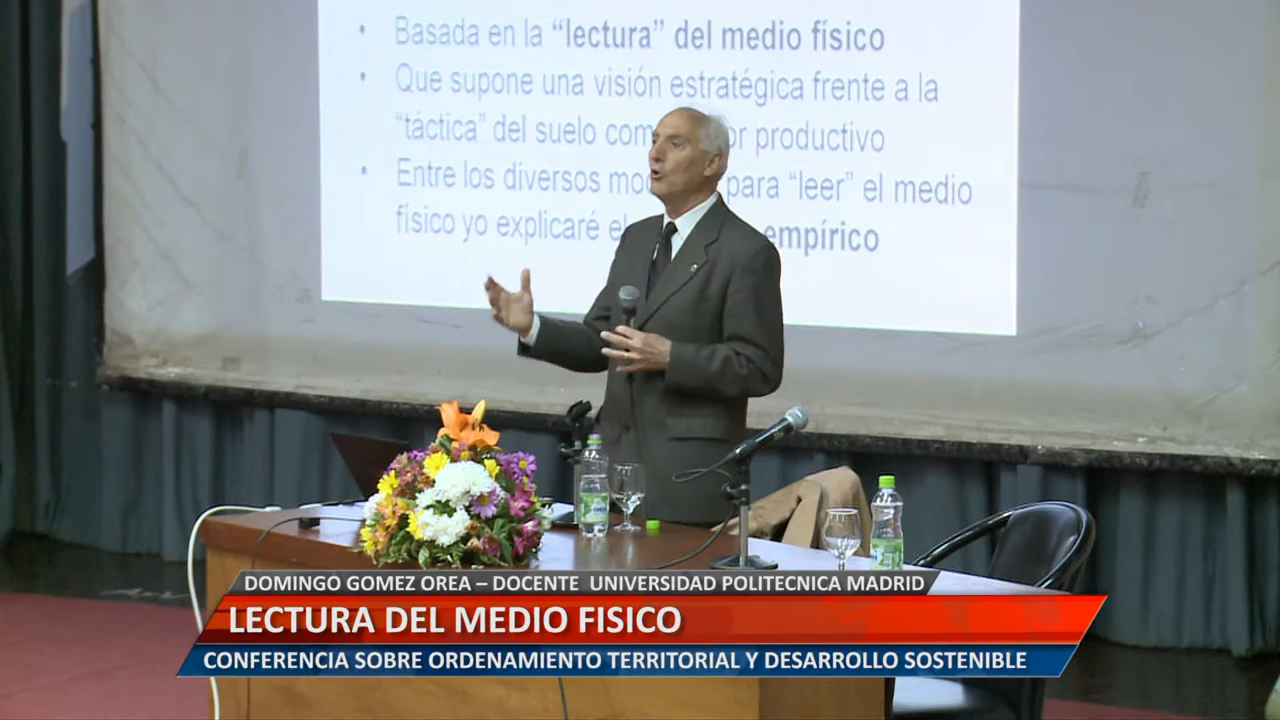 • Basada en la “lectura” del medio físico
• Que supone una visión estratégica frente a la
“táctica” del suelo productivo
• Entre los diversos para “leer” el medio
físico yo explicaré empírico
DOMINGO GOMEZ OREA – DOCENTE UNIVERSIDAD POLITECNICA MADRID
LECTURA DEL MEDIO FISICO
CONFERENCIA SOBRE ORDENAMIENTO TERRITORIAL Y DESARROLLO SOSTENIBLE